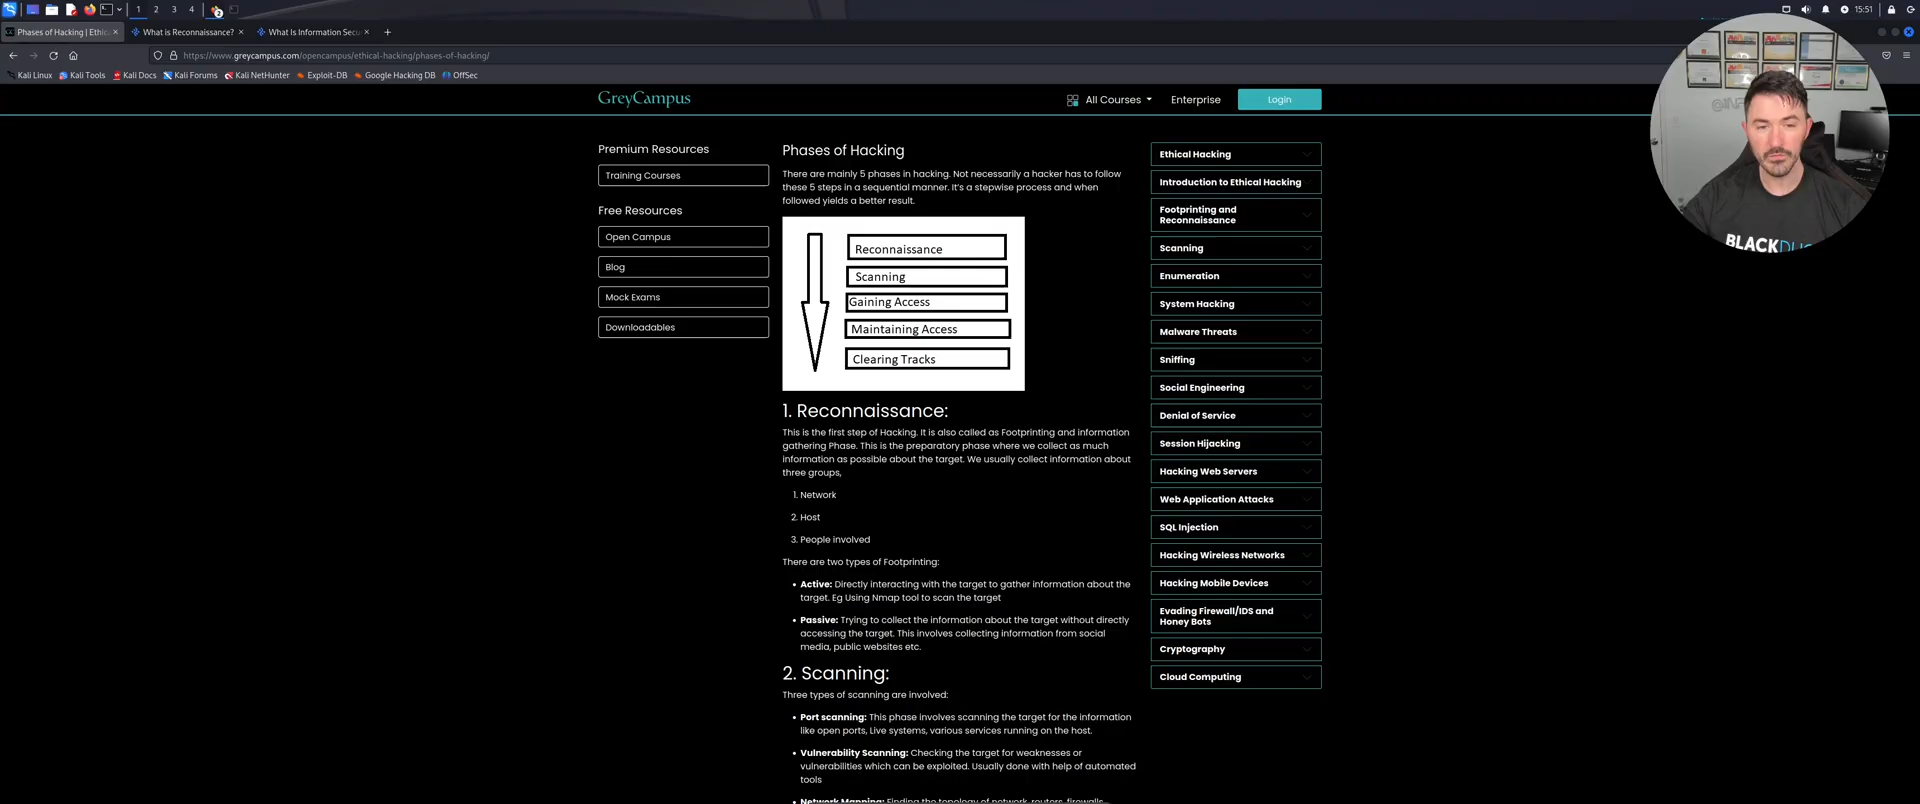 1 2 3 4 2 15:51
Phases of Hacking | Ethic
What is Reconnaissance?
What Is Information Secu
https://www.greycampus.com/opencampus/ethical-hacking/phases-of-hacking/
Kali Linux Kali Tools Kali Docs Kali Forums Kali NetHunter Exploit-DB Google Hacking DB OffSec
GreyCampus
All Courses
Enterprise
Login
Premium Resources
Training Courses
Free Resources
Open Campus
Blog
Mock Exams
Downloadables
Phases of Hacking
There are mainly 5 phases in hacking. Not necessarily a hacker has to follow
these 5 steps in a sequential manner. It's a stepwise process and when
followed yields a better result.
Reconnaissance
Scanning
Gaining Access
Maintaining Access
Clearing Tracks
1. Reconnaissance:
This is the first step of Hacking. It is also called as Footprinting and information
gathering Phase. This is the preparatory phase where we collect as much
information as possible about the target. We usually collect information about
three groups,
1. Network
2. Host
3. People involved
There are two types of Footprinting:
• Active: Directly interacting with the target to gather information about the
target. Eg Using Nmap tool to scan the target
• Passive: Trying to collect the information about the target without directly
accessing the target. This involves collecting information from social
media, public websites etc.
2. Scanning:
Three types of scanning are involved:
• Port scanning: This phase involves scanning the target for the information
like open ports, Live systems, various services running on the host.
• Vulnerability Scanning: Checking the target for weaknesses or
vulnerabilities which can be exploited. Usually done with help of automated
tools
• Network Mapping: Finding the topology of network, routers, firewalls
Ethical Hacking
Introduction to Ethical Hacking
Footprinting and
Reconnaissance
Scanning
Enumeration
System Hacking
Malware Threats
Sniffing
Social Engineering
Denial of Service
Session Hijacking
Hacking Web Servers
Web Application Attacks
SQL Injection
Hacking Wireless Networks
Hacking Mobile Devices
Evading Firewall/IDS and
Honey Bots
Cryptography
Cloud Computing
BLACKDU